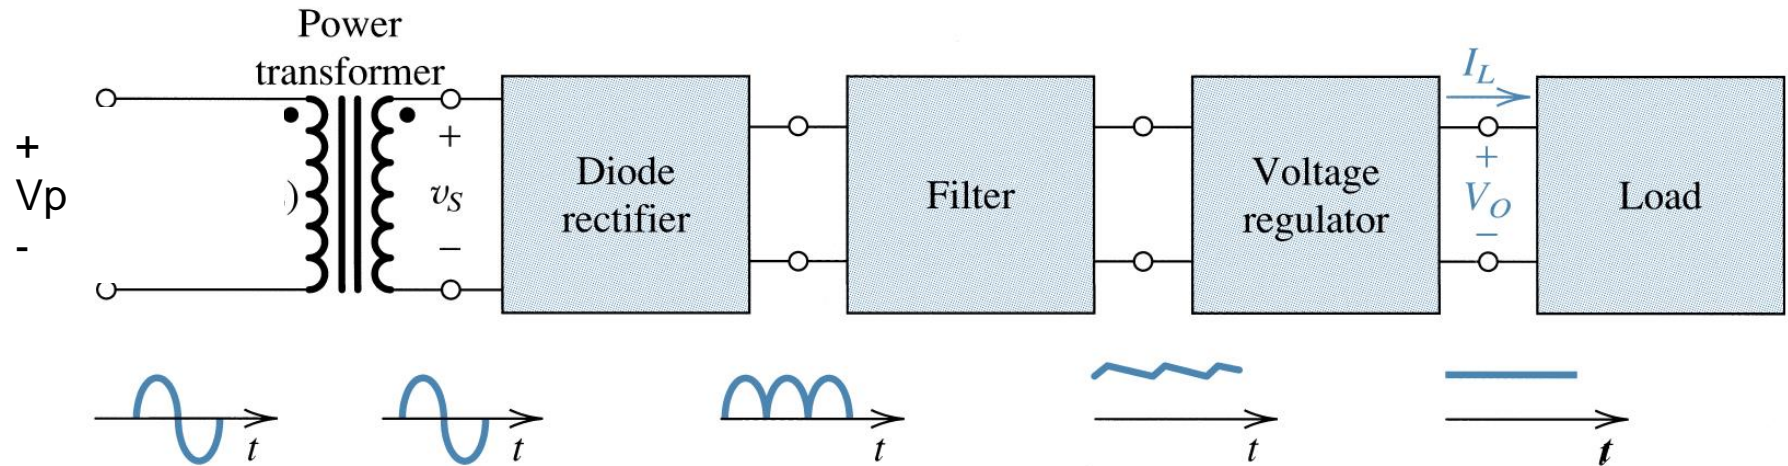 Power
transformer
+
Vp
-
)
+
vS
−
Diode
rectifier
Filter
Voltage
regulator
IL
+
VO
−
Load
t
t
t
t
t